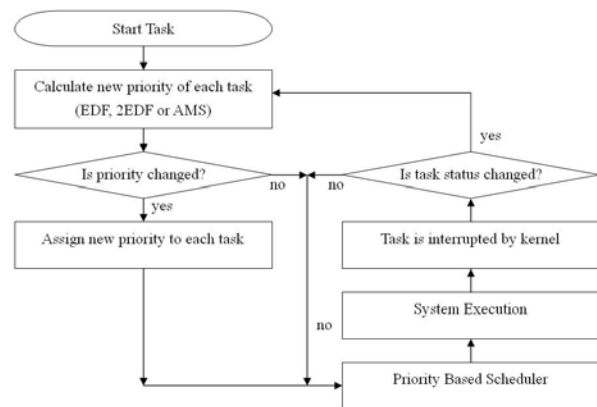 Start Task
Calculate new priority of each task
(EDF, 2EDF or AMS)
yes
Is priority changed?
no
no
Is task status changed?
yes
Assign new priority to each task
Task is interrupted by kernel
System Execution
no
Priority Based Scheduler